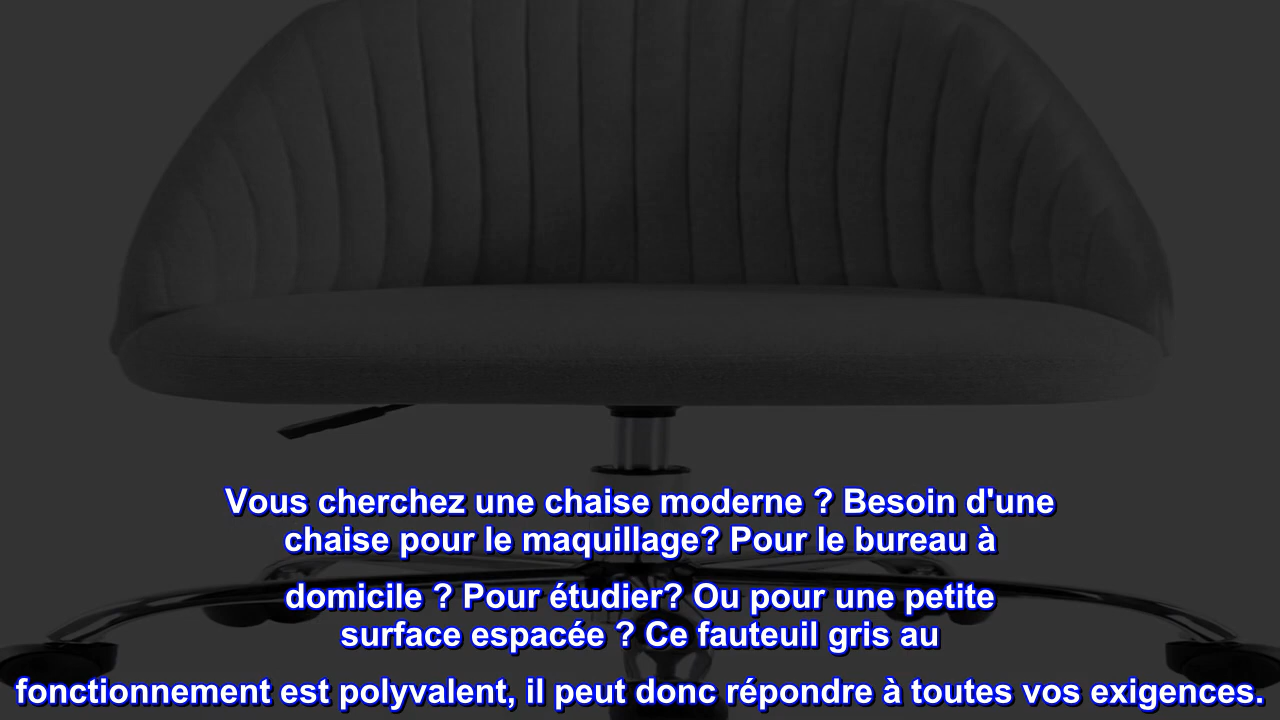 Vous cherchez une chaise moderne ? Besoin d'une
chaise pour le maquillage? Pour le bureau à
domicile ? Pour étudier? Ou pour une petite
surface espacée ? Ce fauteuil gris au
fonctionnement est polyvalent, il peut donc répondre à toutes vos exigences.